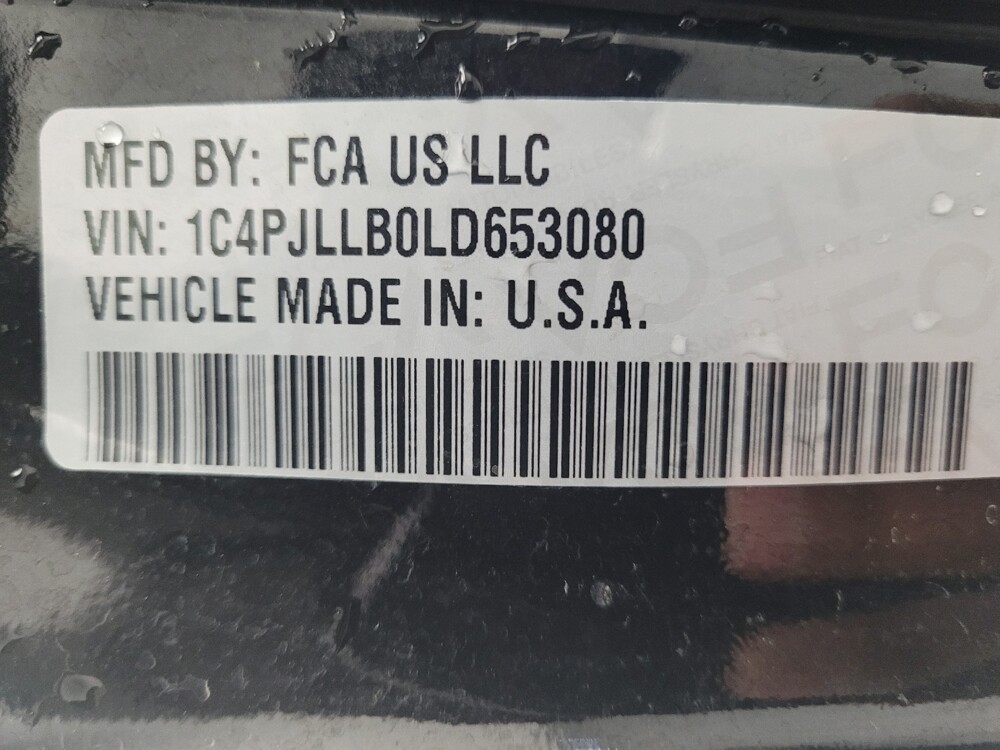 MFD BY: FCA US LLC
VIN: 1C4PJLLB0LD653080
VEHICLE MADE IN: U.S.A.